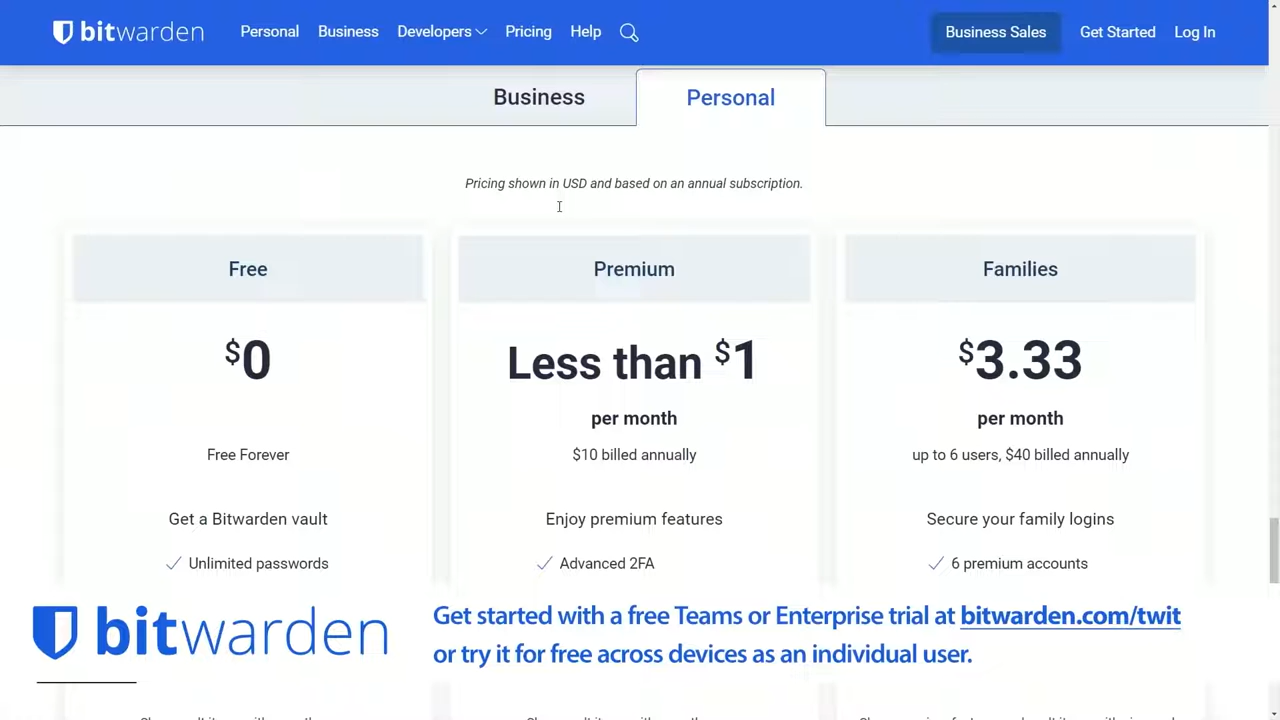 bitwarden Personal Business Developers Pricing Help Business Sales Get Started Log In
Business Personal
Pricing shown in USD and based on an annual subscription.
Free Premium Families
$0 Less than $1 $3.33
per month per month
Free Forever $10 billed annually up to 6 users, $40 billed annually
Get a Bitwarden vault Enjoy premium features Secure your family logins
Unlimited passwords Advanced 2FA 6 premium accounts
bitwarden
Get started with a free Teams or Enterprise trial at bitwarden.com/twit
or try it for free across devices as an individual user.